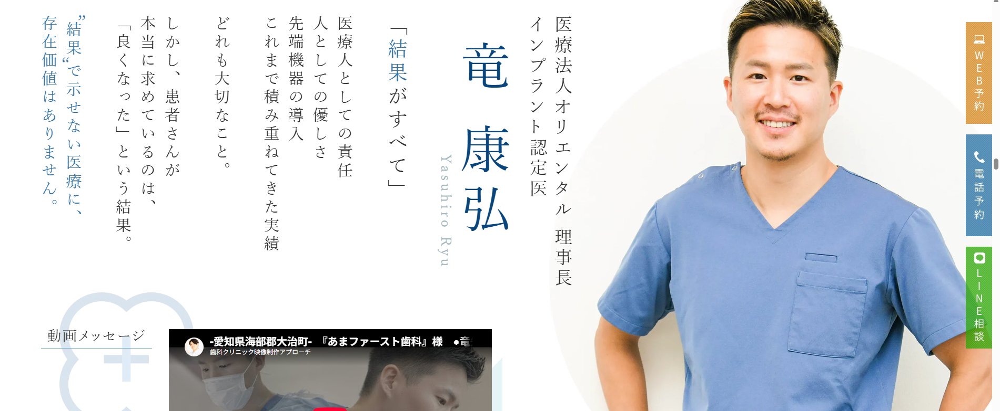 医療法人オリエンタル 理事長
インプラント認定医
竜 康弘
Yasuhiro Ryu
「結果がすべて」
医療人としての責任
人としての優しさ
先端機器の導入
これまで積み重ねてきた実績
どれも大切なこと。
しかし、患者さんが
本当に求めているのは、
「良くなった」という結果。
”結果“で示せない医療に、
存在価値はありません。
動画メッセージ
-愛知県海部郡大治町- 『あまファースト歯科』様 ●竜
歯科クリニック映像制作アプローチ
WEB予約
電話予約
LINE相談